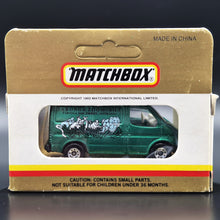 MADE IN CHINA
MATCHBOX
COPYRIGHT 1993 MATCHBOX INTERNATIONAL LIMITED.
CAUTION: CONTAINS SMALL PARTS.
NOT SUITABLE FOR CHILDREN UNDER 36 MONTHS.